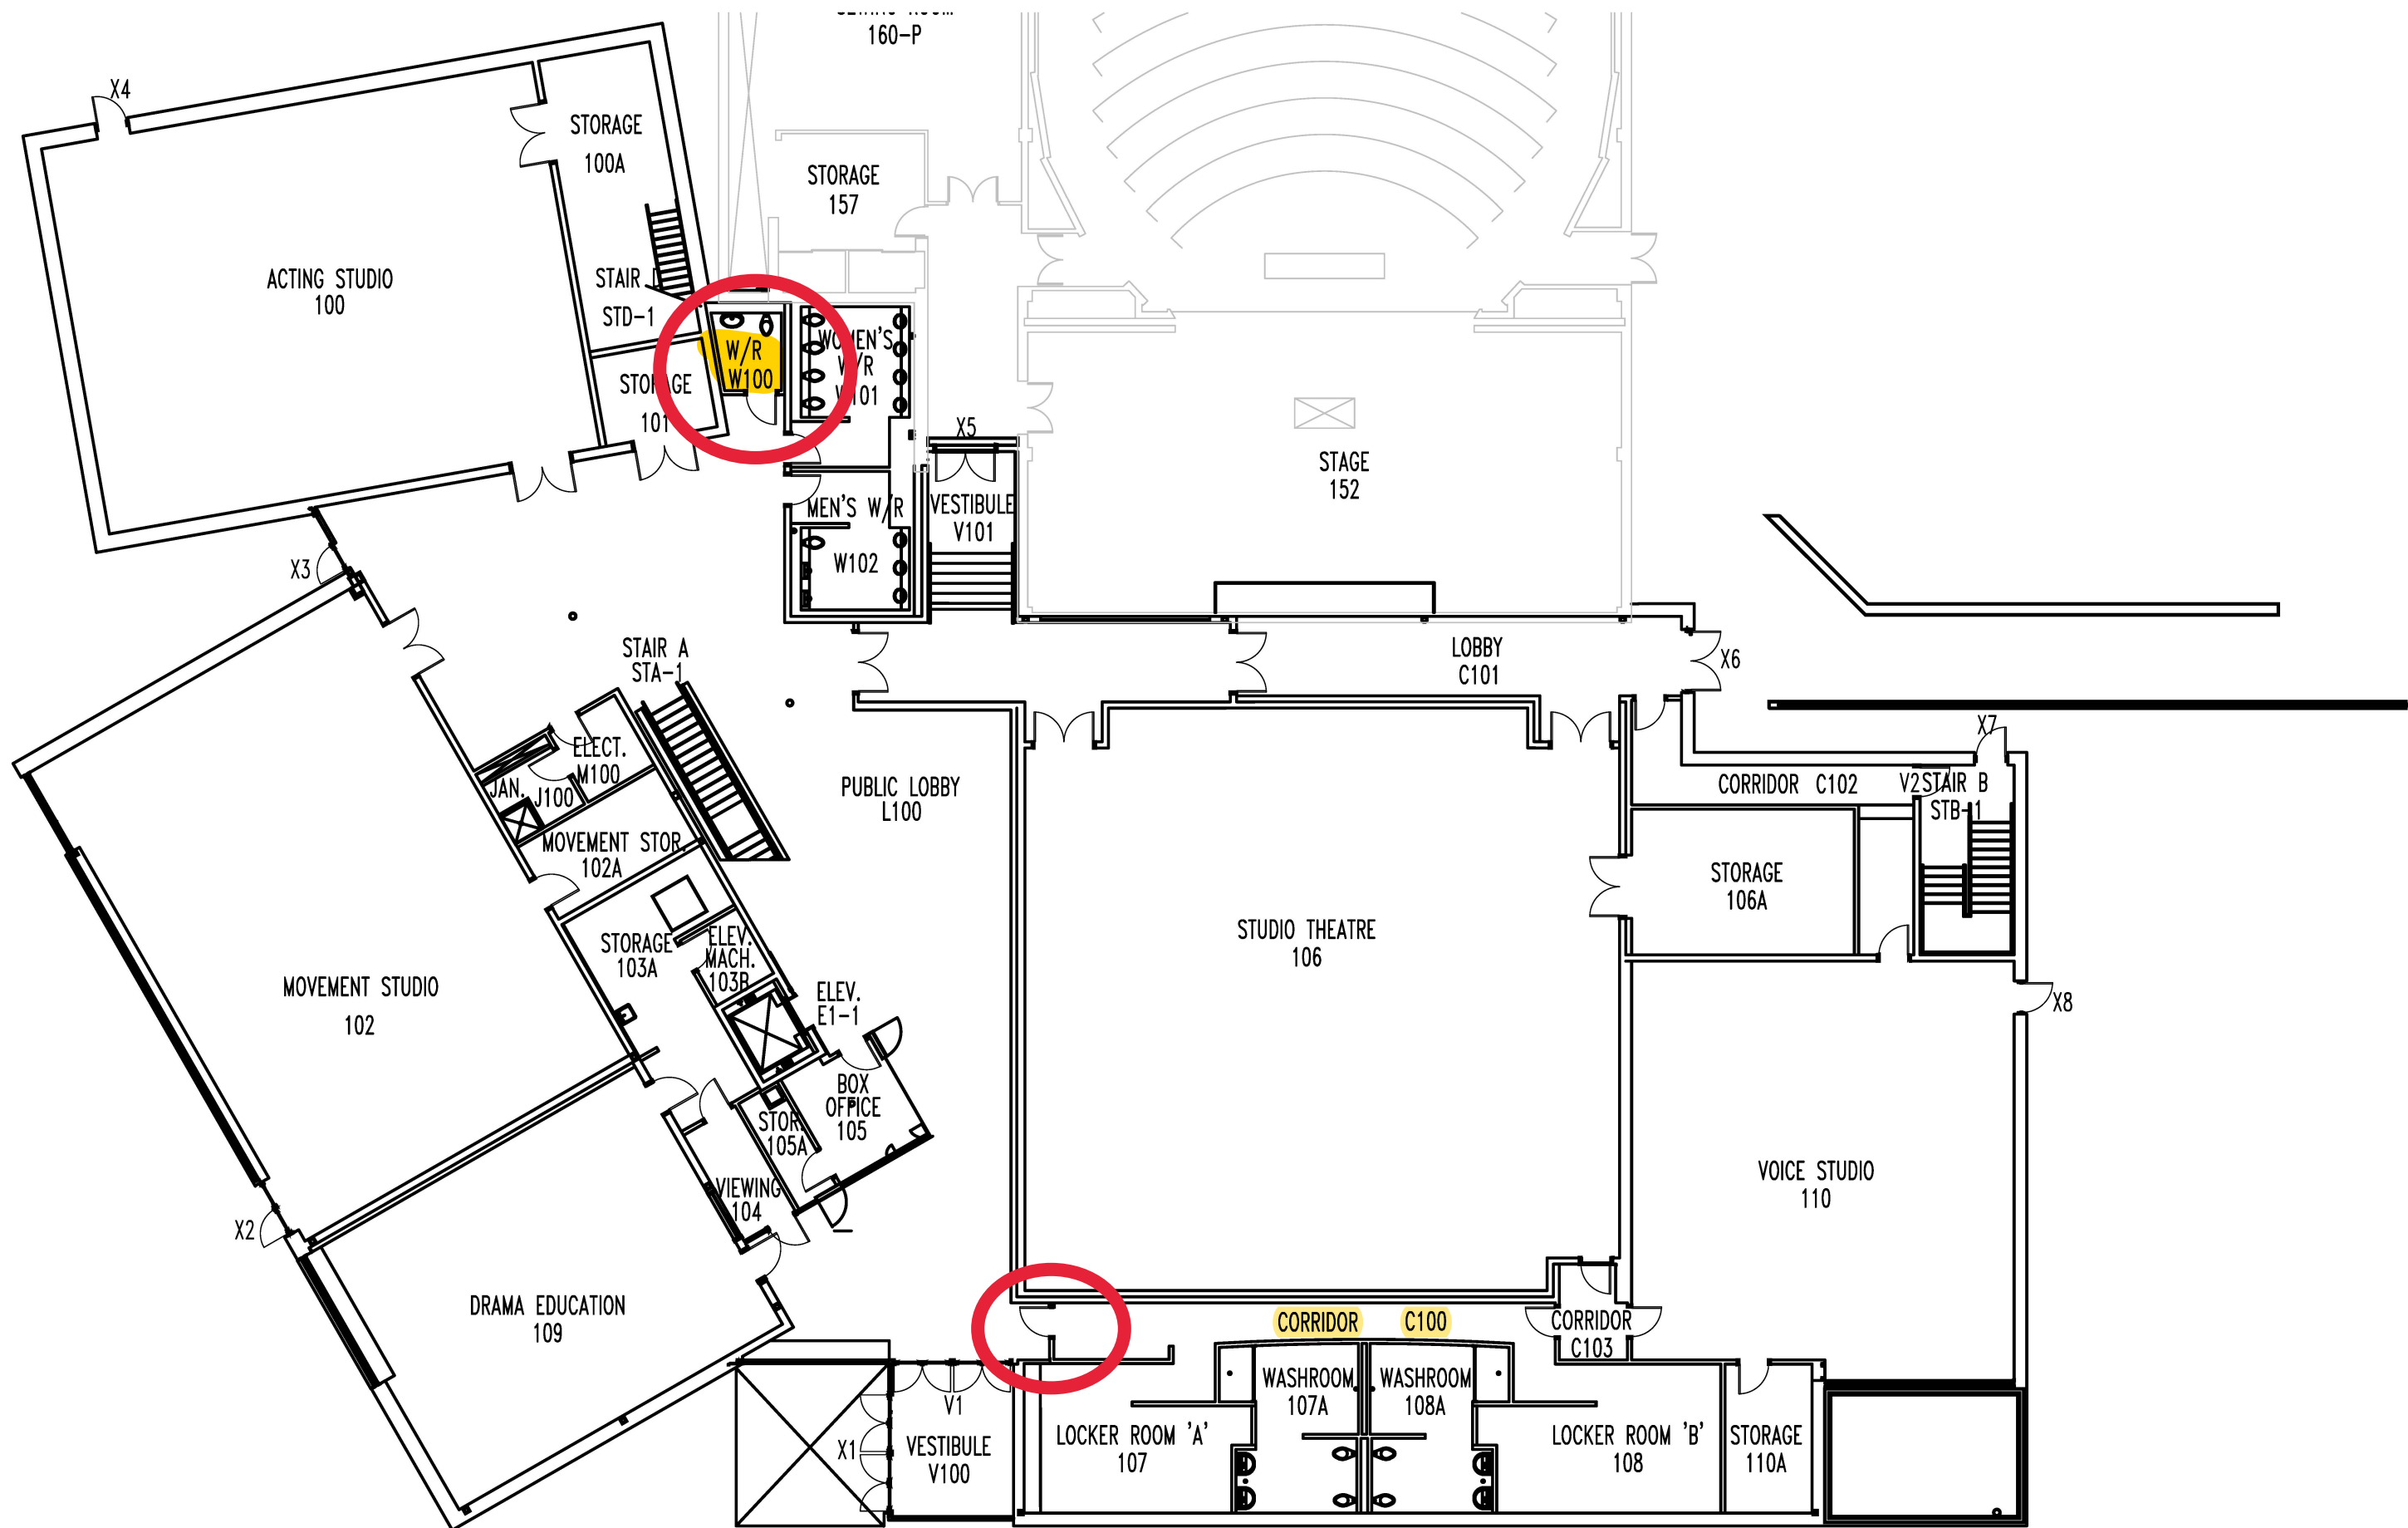 160-P
X4
STORAGE
100A
STORAGE
157
ACTING STUDIO
100
STAIR
STD-1
W/R
W100
WOMEN'S
W/R
W101
STORAGE
101
X5
STAGE
152
MEN'S W/R
W102
VESTIBULE
V101
X3
STAIR A
STA-1
LOBBY
C101
X6
X7
ELECT.
M100
JAN.
J100
PUBLIC LOBBY
L100
CORRIDOR C102
V2
STAIR B
STB-1
MOVEMENT STOR.
102A
STORAGE
106A
STORAGE
103A
ELEV.
MACH.
103B
STUDIO THEATRE
106
MOVEMENT STUDIO
102
ELEV.
E1-1
X8
BOX
OFFICE
105
STOR.
105A
VIEWING
104
VOICE STUDIO
110
X2
DRAMA EDUCATION
109
CORRIDOR C100
CORRIDOR
C103
WASHROOM
107A
WASHROOM
108A
V1
X1
VESTIBULE
V100
LOCKER ROOM 'A'
107
LOCKER ROOM 'B'
108
STORAGE
110A